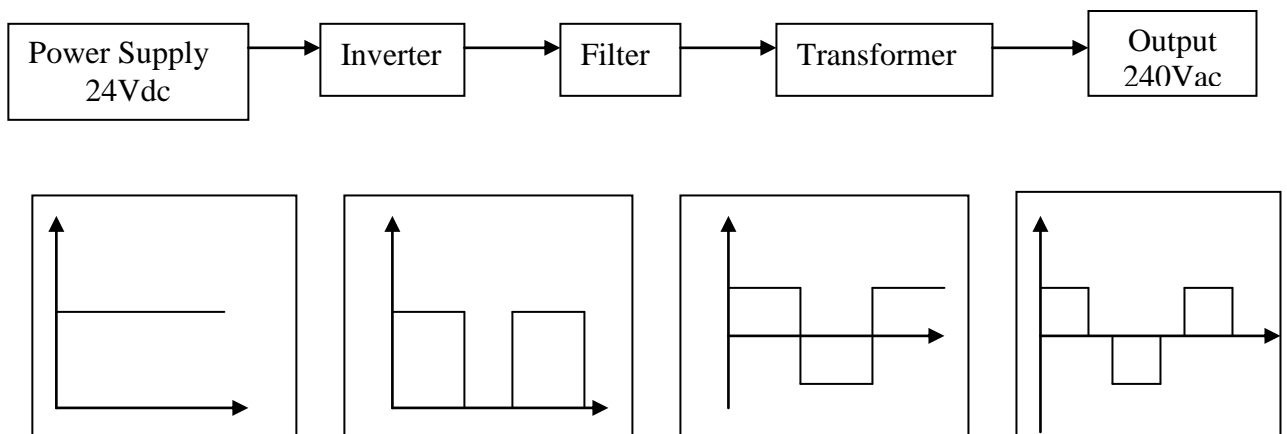 Power Supply
24Vdc
Inverter
Filter
Transformer
Output
240Vac